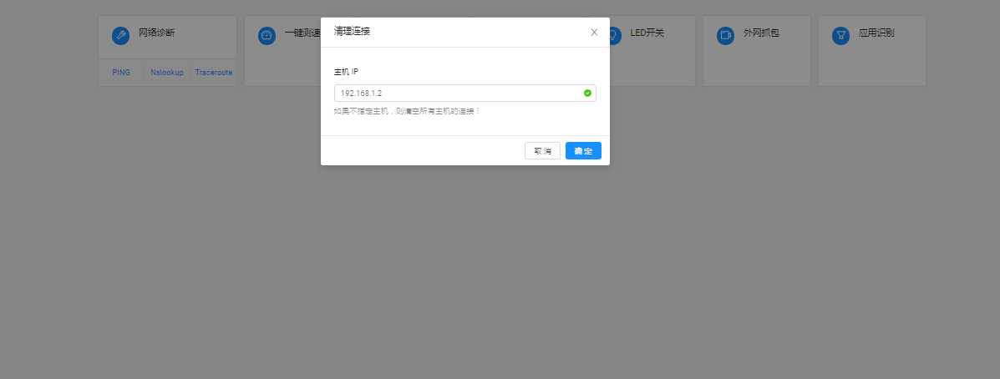 网络诊断
PING
Nslookup
Traceroute
一键测速
LED开关
外网抓包
应用识别
清理连接
主机 IP
192.168.1.2
如果不指定主机，则清空所有主机的连接！
取 消
确 定